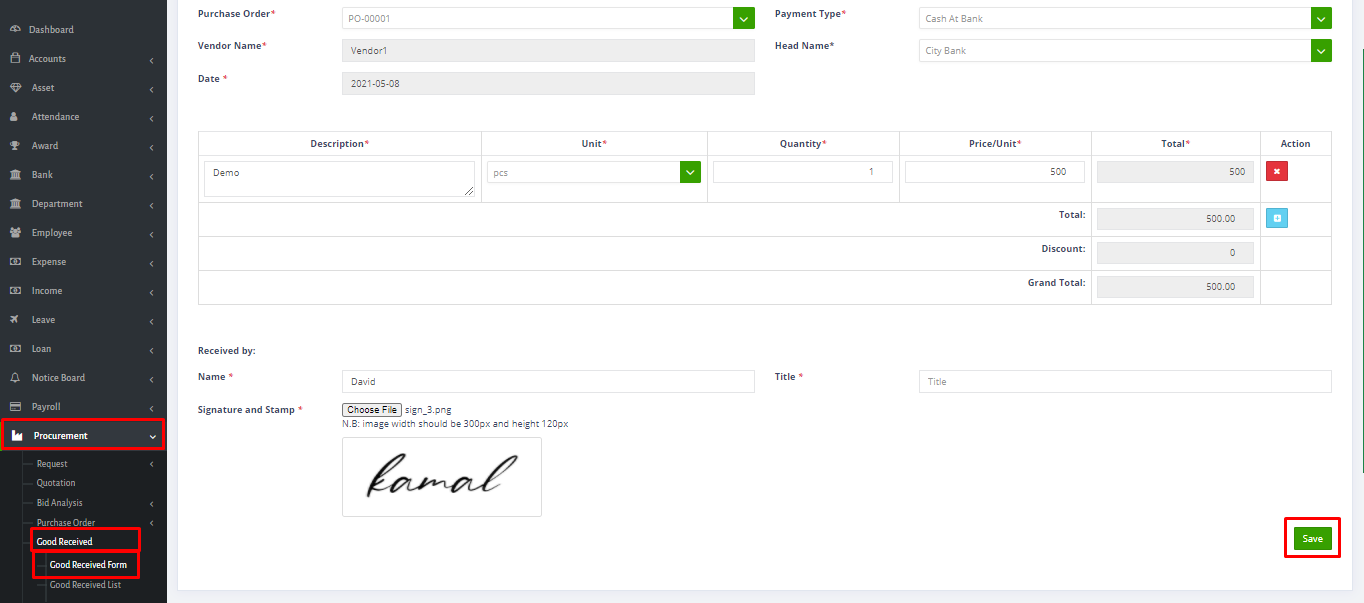 Dashboard
Accounts
Asset
Attendance
Award
Bank
Department
Employee
Expense
Income
Leave
Loan
Notice Board
Payroll
Procurement
Request
Quotation
Bid Analysis
Purchase Order
Good Received
Good Received Form
Good Received List
Purchase Order* PO-00001 Payment Type* Cash At Bank
Vendor Name* Vendor1 Head Name* City Bank
Date * 2021-05-08
Description* Unit* Quantity* Price/Unit* Total* Action
Demo pcs 1 500 500
Total: 500.00
Discount: 0
Grand Total: 500.00
Received by:
Name * David Title * Title
Signature and Stamp * Choose File sign_3.png
N.B: image width should be 300px and height 120px
kamal
Save